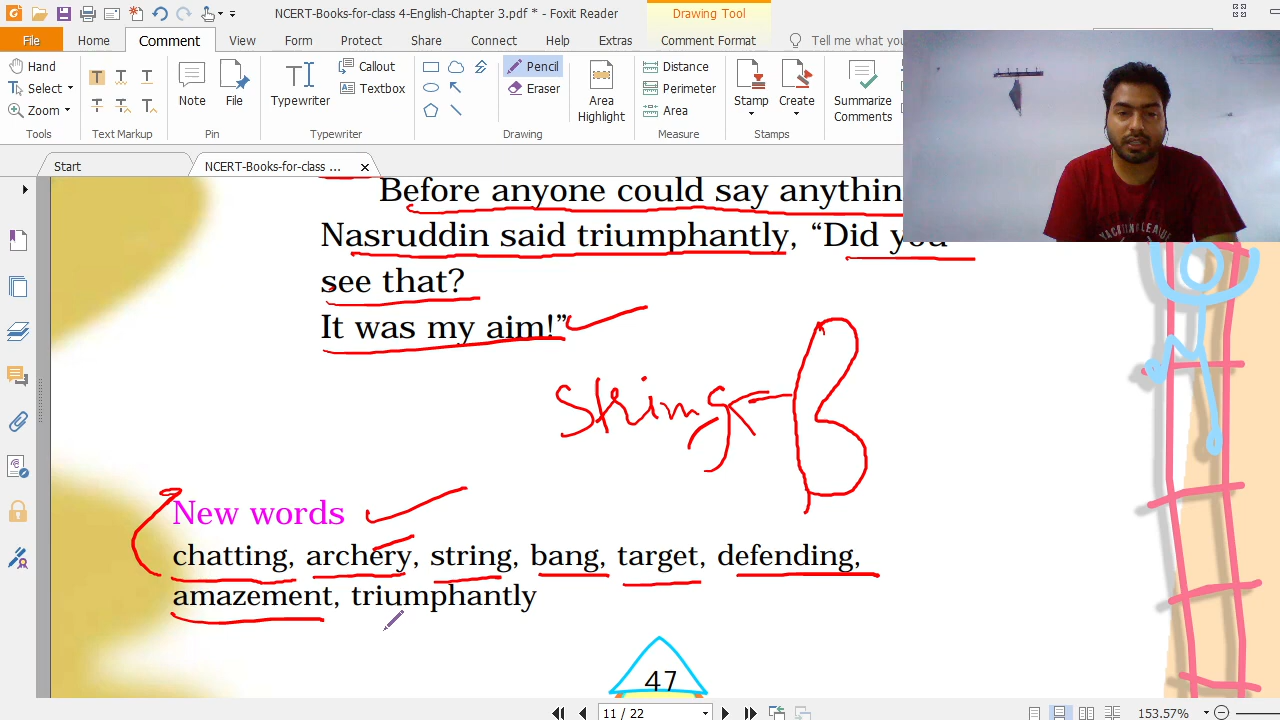 NCERT-Books-for-class 4-English-Chapter 3.pdf * - Foxit Reader
Drawing Tool
File Home Comment View Form Protect Share Connect Help Extras Comment Format Tell me what you
Hand
Select
Zoom
Tools
T T T
T T T
Text Markup
Note
File
Pin
Typewriter
Callout
Textbox
Typewriter
Pencil
Eraser
Drawing
Area
Highlight
Distance
Perimeter
Area
Measure
Stamp
Create
Stamps
Summarize
Comments
Start
NCERT-Books-for-class ...
Before anyone could say anythin
Nasruddin said triumphantly, “Did you
see that?
It was my aim!”
String
New words
chatting, archery, string, bang, target, defending,
amazement, triumphantly
47
11 / 22
153.57%